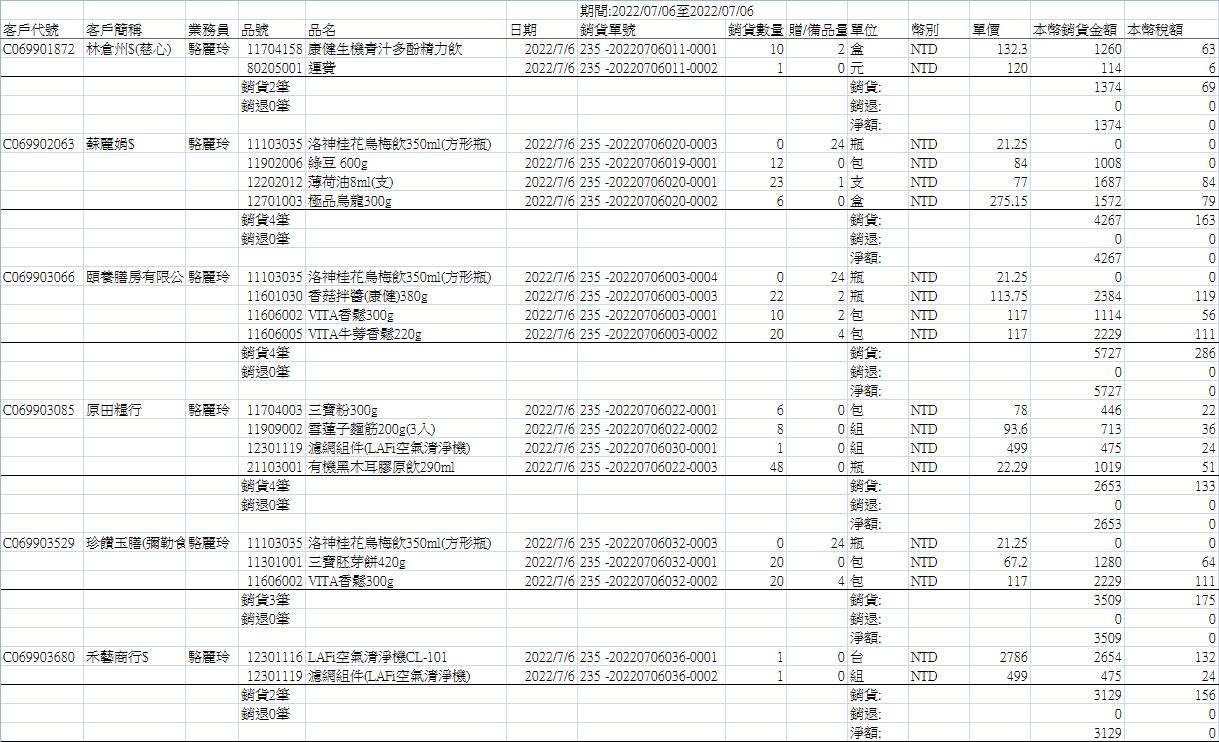 期間:2022/07/06至2022/07/06
客戶代號 客戶簡稱 業務員 品號 品名 日期 銷貨單號 銷貨數量 贈/備品量 單位 幣別 單價 本幣銷貨金額 本幣稅額
C069901872 林倉州$(慈心) 駱麗玲 11704158 康健生機青汁多酚精力飲 2022/7/6 235 -20220706011-0001 10 2 盒 NTD 132.3 1260 63
80205001 運費 2022/7/6 235 -20220706011-0002 1 0 元 NTD 120 114 6
銷貨2筆 銷貨: 1374 69
銷退0筆 銷退: 0 0
淨額: 1374 0
C069902063 蘇麗娟$ 駱麗玲 11103035 洛神桂花烏梅飲350ml(方形瓶) 2022/7/6 235 -20220706020-0003 0 24 瓶 NTD 21.25 0 0
11902006 綠豆 600g 2022/7/6 235 -20220706019-0001 12 0 包 NTD 84 1008 0
12202012 薄荷油8ml(支) 2022/7/6 235 -20220706020-0001 23 1 支 NTD 77 1687 84
12701003 極品烏龍300g 2022/7/6 235 -20220706020-0002 6 0 盒 NTD 275.15 1572 79
銷貨4筆 銷貨: 4267 163
銷退0筆 銷退: 0 0
淨額: 4267 0
C069903066 頤養膳房有限公 駱麗玲 11103035 洛神桂花烏梅飲350ml(方形瓶) 2022/7/6 235 -20220706003-0004 0 24 瓶 NTD 21.25 0 0
11601030 香菇拌醬(康健)380g 2022/7/6 235 -20220706003-0003 22 2 瓶 NTD 113.75 2384 119
11606002 VITA香鬆300g 2022/7/6 235 -20220706003-0001 10 2 包 NTD 117 1114 56
11606005 VITA牛蒡香鬆220g 2022/7/6 235 -20220706003-0002 20 4 包 NTD 117 2229 111
銷貨4筆 銷貨: 5727 286
銷退0筆 銷退: 0 0
淨額: 5727 0
C069903085 原田糧行 駱麗玲 11704003 三寶粉300g 2022/7/6 235 -20220706022-0001 6 0 包 NTD 78 446 22
11909002 雪蓮子麵筋200g(3入) 2022/7/6 235 -20220706022-0002 8 0 組 NTD 93.6 713 36
12301119 濾網組件(LAFi空氣清淨機) 2022/7/6 235 -20220706030-0001 1 0 組 NTD 499 475 24
21103001 有機黑木耳膠原飲290ml 2022/7/6 235 -20220706022-0003 48 0 瓶 NTD 22.29 1019 51
銷貨4筆 銷貨: 2653 133
銷退0筆 銷退: 0 0
淨額: 2653 0
C069903529 珍饡玉膳(彌勒食 駱麗玲 11103035 洛神桂花烏梅飲350ml(方形瓶) 2022/7/6 235 -20220706032-0003 0 24 瓶 NTD 21.25 0 0
11301001 三寶胚芽餅420g 2022/7/6 235 -20220706032-0001 20 0 包 NTD 67.2 1280 64
11606002 VITA香鬆300g 2022/7/6 235 -20220706032-0002 20 4 包 NTD 117 2229 111
銷貨3筆 銷貨: 3509 175
銷退0筆 銷退: 0 0
淨額: 3509 0
C069903680 禾藝商行$ 駱麗玲 12301116 LAFi空氣清淨機CL-101 2022/7/6 235 -20220706036-0001 1 0 台 NTD 2786 2654 132
12301119 濾網組件(LAFi空氣清淨機) 2022/7/6 235 -20220706036-0002 1 0 組 NTD 499 475 24
銷貨2筆 銷貨: 3129 156
銷退0筆 銷退: 0 0
淨額: 3129 0